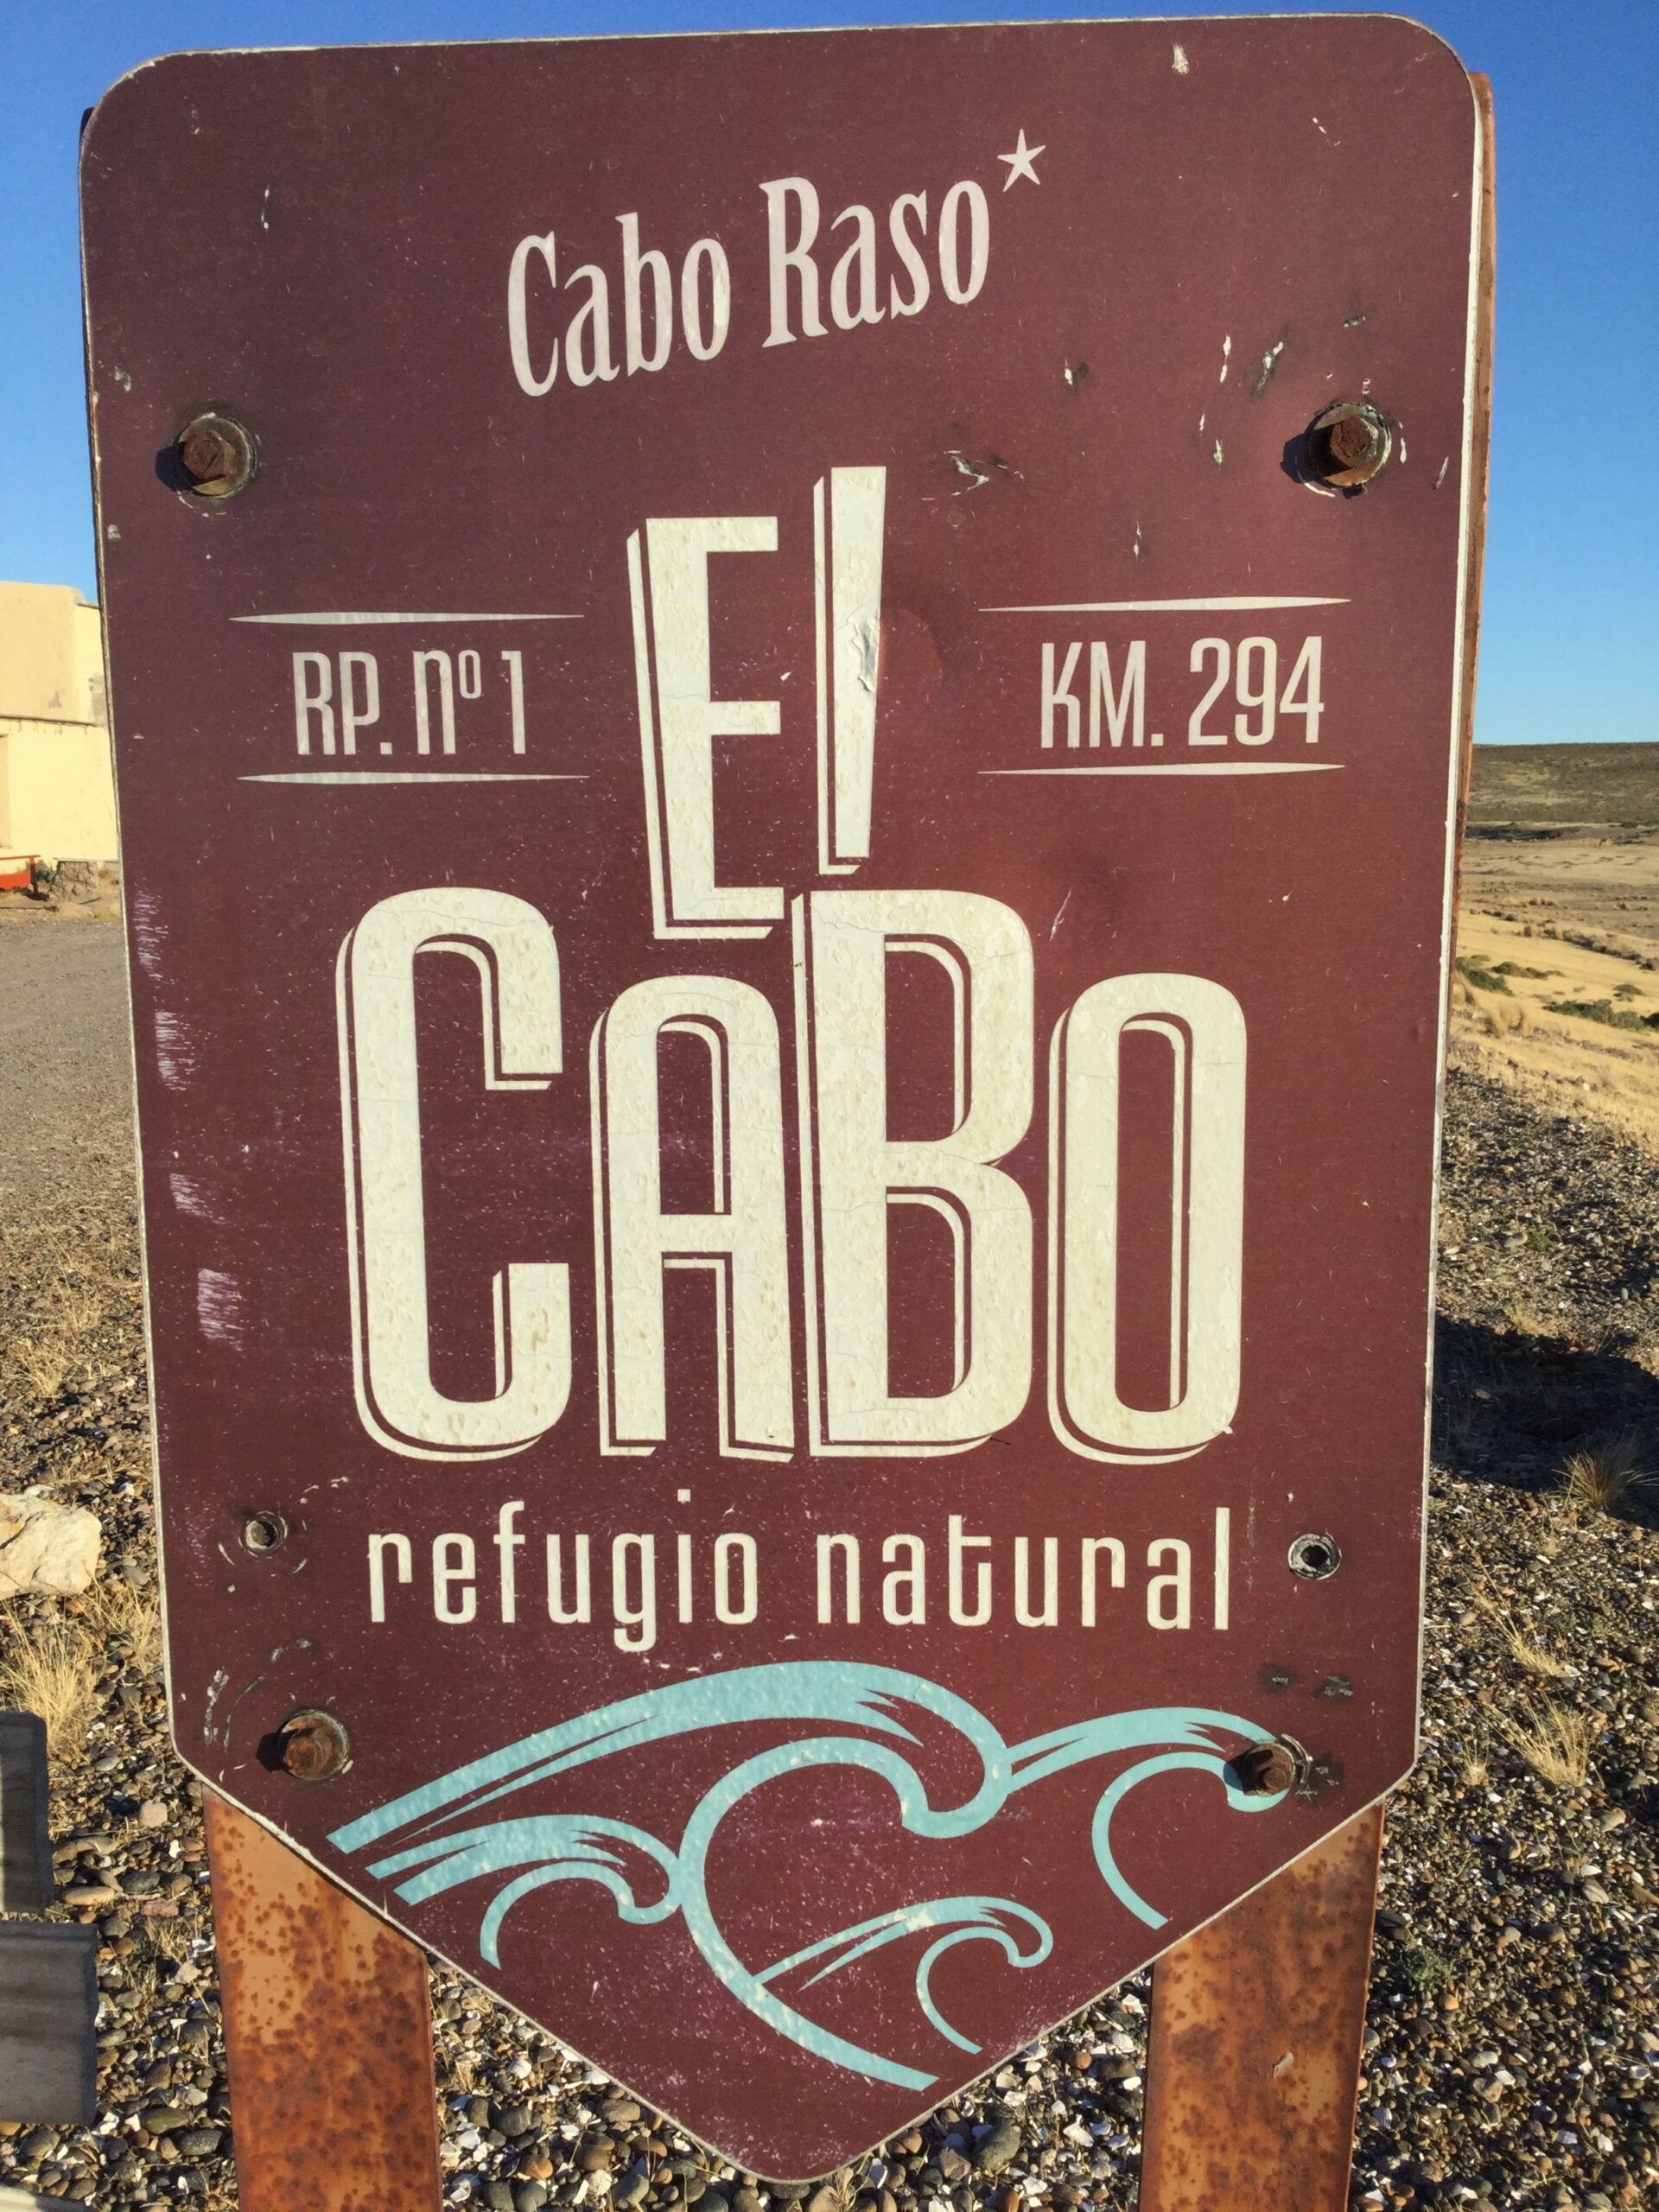 Cabo Raso*
El
RP. nº 1
KM. 294
CABO
refugio natural